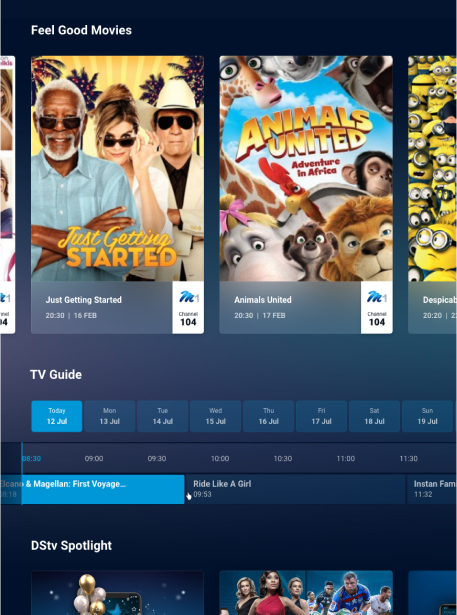 Feel Good Movies
Just Getting
STARTED
ANIMALS
UNITED
Adventure
in Africa
Just Getting Started
20:30 | 16 FEB
M 1
Channel
104
Animals United
20:30 | 17 FEB
M 1
Channel
104
Despicab
20:20 | 2
TV Guide
Today
12 Jul
Mon
13 Jul
Tue
14 Jul
Wed
15 Jul
Thu
16 Jul
Fri
17 Jul
Sat
18 Jul
Sun
19 Jul
08:30 09:00 09:30 10:00 10:30 11:00 11:30
Elcano & Magellan: First Voyage...
08:18
Ride Like A Girl
09:53
Instan Fam
11:32
DStv Spotlight